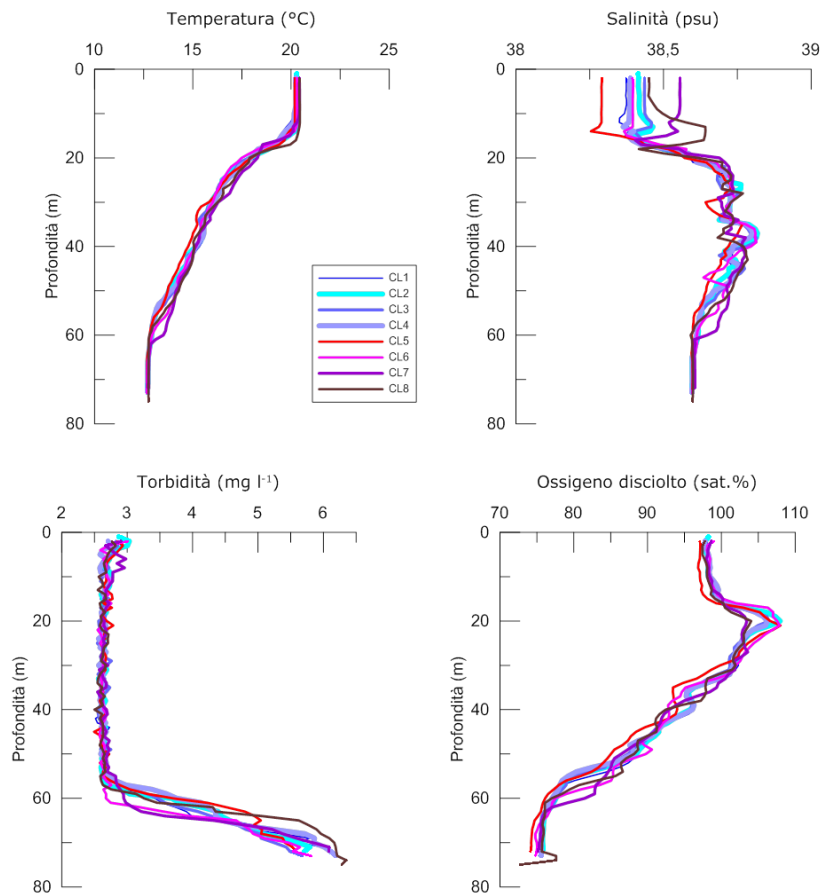 Temperatura (°C)
10 15 20 25
0
20
40
60
80
Profondità (m)
CL1
CL2
CL3
CL4
CL5
CL6
CL7
CL8
Salinità (psu)
38 38,5 39
0
20
40
60
80
Profondità (m)
Torbidità (mg l⁻¹)
2 3 4 5 6
0
20
40
60
80
Profondità (m)
Ossigeno disciolto (sat.%)
70 80 90 100 110
0
20
40
60
80
Profondità (m)